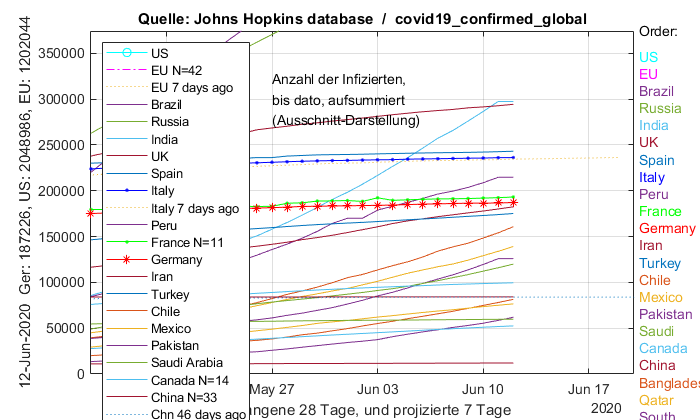 Quelle: Johns Hopkins database / covid19_confirmed_global
12-Jun-2020 Ger: 187226, US: 2048986, EU: 1202044
350000
300000
250000
200000
150000
100000
50000
0
US
EU N=42
EU 7 days ago
Brazil
Russia
India
UK
Spain
Italy
Italy 7 days ago
Peru
France N=11
Germany
Iran
Turkey
Chile
Mexico
Pakistan
Saudi Arabia
Canada N=14
China N=33
Chn 46 days ago
Anzahl der Infizierten,
bis dato, aufsummiert
(Ausschnitt-Darstellung)
May 27
Jun 03
Jun 10
Jun 17
2020
28 Tage, und projizierte 7 Tage
Order:
US
EU
Brazil
Russia
India
UK
Spain
Italy
Peru
France
Germany
Iran
Turkey
Chile
Mexico
Pakistan
Saudi
Canada
China
Banglades
Qatar
South